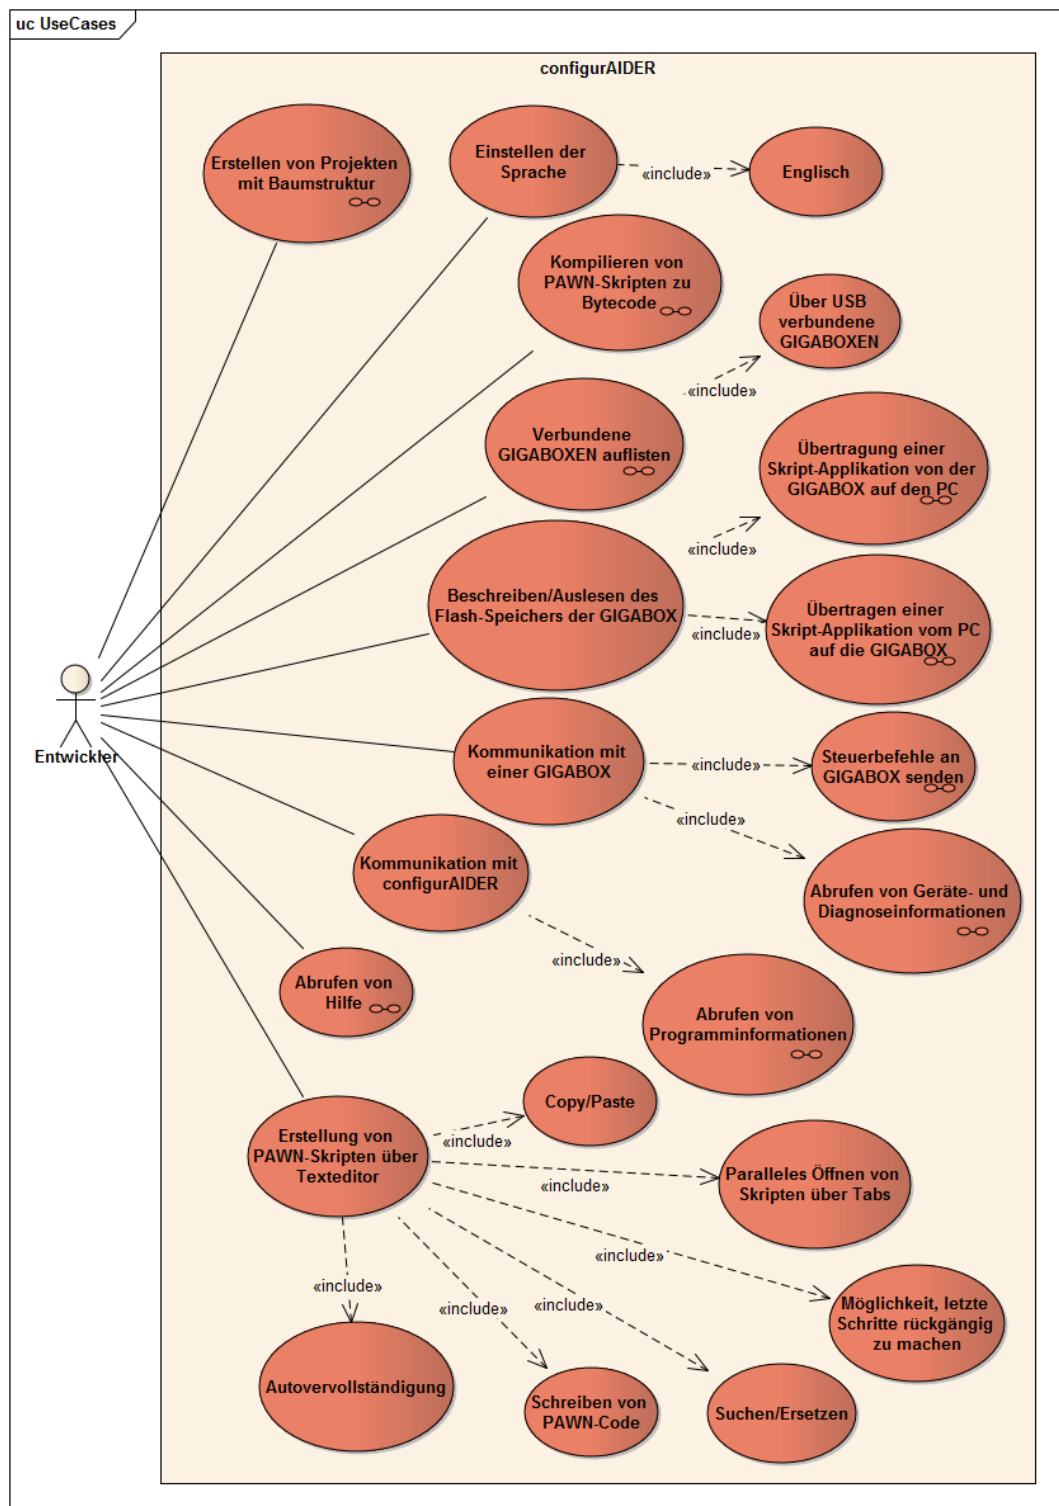 uc UseCases
configurAIDER
Erstellen von Projekten
mit Baumstruktur
Einstellen der
Sprache
«include»
Englisch
Kompilieren von
PAWN-Skripten zu
Bytecode
Über USB
verbundene
GIGABOXEN
«include»
Verbundene
GIGABOXEN auflisten
Übertragung einer
Skript-Applikation von der
GIGABOX auf den PC
«include»
Beschreiben/Auslesen des
Flash-Speichers der GIGABOX
«include»
Übertragen einer
Skript-Applikation vom PC
auf die GIGABOX
Entwickler
Kommunikation mit
einer GIGABOX
«include»
Steuerbefehle an
GIGABOX senden
«include»
Kommunikation mit
configurAIDER
Abrufen von Geräte- und
Diagnoseinformationen
«include»
Abrufen von
Hilfe
Abrufen von
Programminformationen
Copy/Paste
Erstellung von
PAWN-Skripten über
Texteditor
«include»
«include»
Paralleles Öffnen von
Skripten über Tabs
«include»
«include»
«include»
«include»
Möglichkeit, letzte
Schritte rückgängig
zu machen
Autovervollständigung
Schreiben von
PAWN-Code
Suchen/Ersetzen